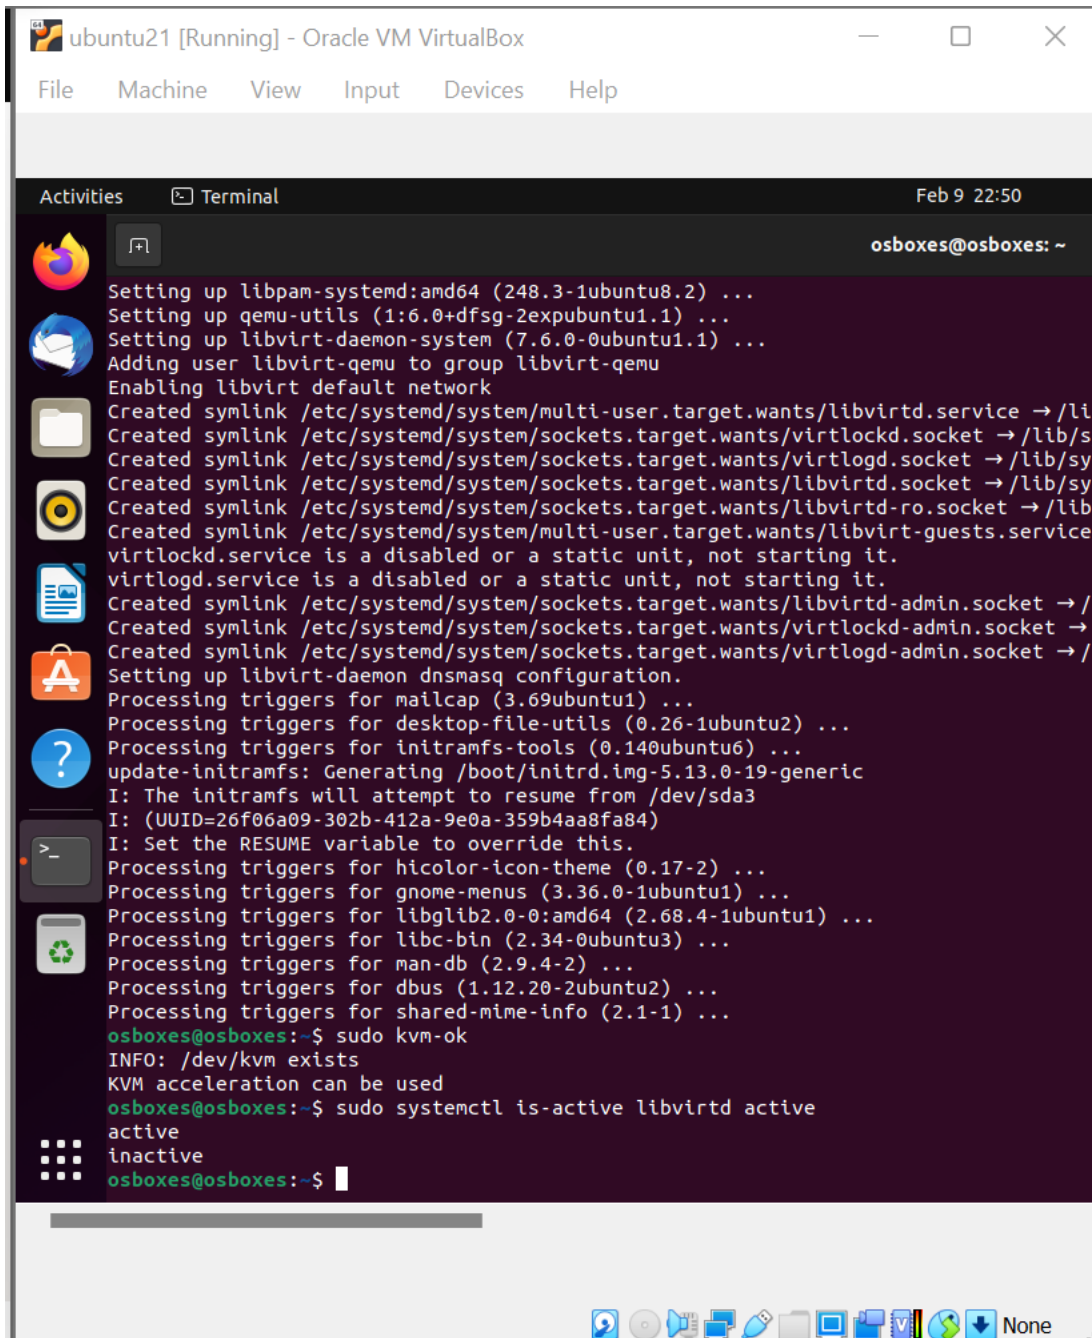 ubuntu21 [Running] - Oracle VM VirtualBox
File Machine View Input Devices Help
Activities Terminal Feb 9 22:50
osboxes@osboxes: ~
Setting up libpam-systemd:amd64 (248.3-1ubuntu8.2) ...
Setting up qemu-utils (1:6.0+dfsg-2expubuntu1.1) ...
Setting up libvirt-daemon-system (7.6.0-0ubuntu1.1) ...
Adding user libvirt-qemu to group libvirt-qemu
Enabling libvirt default network
Created symlink /etc/systemd/system/multi-user.target.wants/libvirtd.service → /li
Created symlink /etc/systemd/system/sockets.target.wants/virtlockd.socket → /lib/s
Created symlink /etc/systemd/system/sockets.target.wants/virtlogd.socket → /lib/sy
Created symlink /etc/systemd/system/sockets.target.wants/libvirtd.socket → /lib/sy
Created symlink /etc/systemd/system/sockets.target.wants/libvirtd-ro.socket → /lib
Created symlink /etc/systemd/system/multi-user.target.wants/libvirt-guests.service
virtlockd.service is a disabled or a static unit, not starting it.
virtlogd.service is a disabled or a static unit, not starting it.
Created symlink /etc/systemd/system/sockets.target.wants/libvirtd-admin.socket → /
Created symlink /etc/systemd/system/sockets.target.wants/virtlockd-admin.socket →
Created symlink /etc/systemd/system/sockets.target.wants/virtlogd-admin.socket → /
Setting up libvirt-daemon dnsmasq configuration.
Processing triggers for mailcap (3.69ubuntu1) ...
Processing triggers for desktop-file-utils (0.26-1ubuntu2) ...
Processing triggers for initramfs-tools (0.140ubuntu6) ...
update-initramfs: Generating /boot/initrd.img-5.13.0-19-generic
I: The initramfs will attempt to resume from /dev/sda3
I: (UUID=26f06a09-302b-412a-9e0a-359b4aa8fa84)
I: Set the RESUME variable to override this.
Processing triggers for hicolor-icon-theme (0.17-2) ...
Processing triggers for gnome-menus (3.36.0-1ubuntu1) ...
Processing triggers for libglib2.0-0:amd64 (2.68.4-1ubuntu1) ...
Processing triggers for libc-bin (2.34-0ubuntu3) ...
Processing triggers for man-db (2.9.4-2) ...
Processing triggers for dbus (1.12.20-2ubuntu2) ...
Processing triggers for shared-mime-info (2.1-1) ...
osboxes@osboxes:~$ sudo kvm-ok
INFO: /dev/kvm exists
KVM acceleration can be used
osboxes@osboxes:~$ sudo systemctl is-active libvirtd active
active
inactive
osboxes@osboxes:~$
None